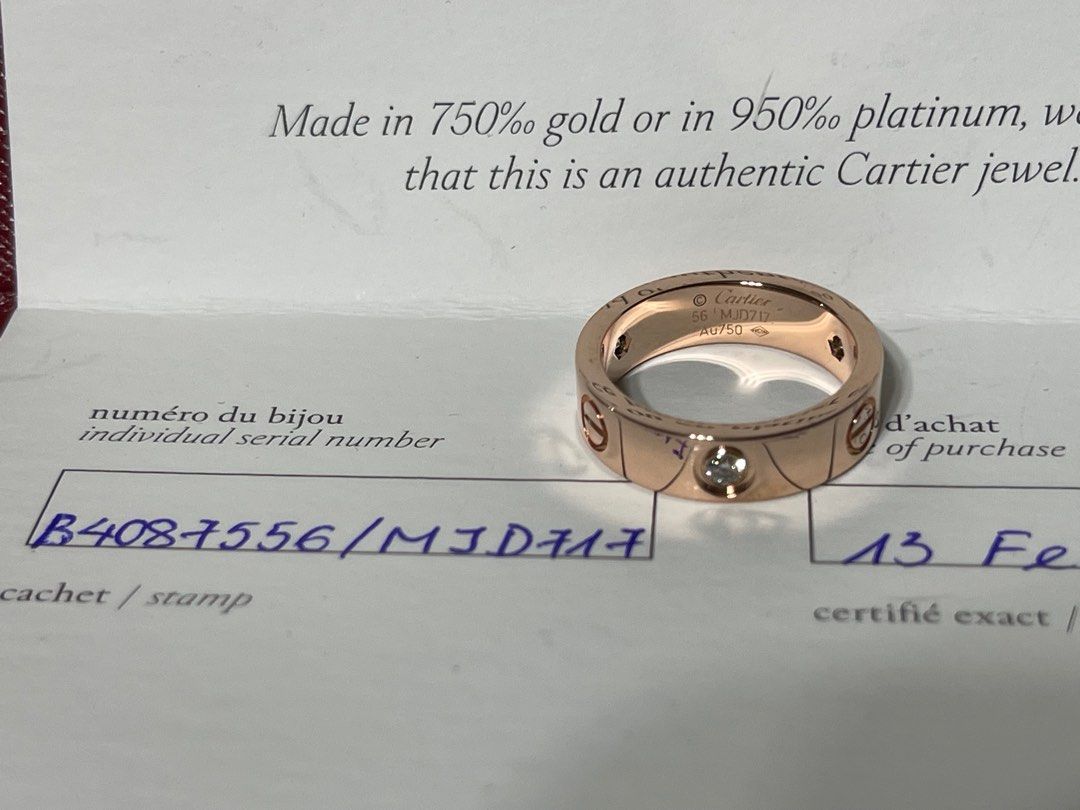 Made in 750‰ gold or in 950‰ platinum,
that this is an authentic Cartier jewel.
© Cartier
56 MJD717
Au750
numéro du bijou
individual serial number
d'achat
of purchase
B4087556/MJD717
13 Fe
cachet / stamp
certifié exact /